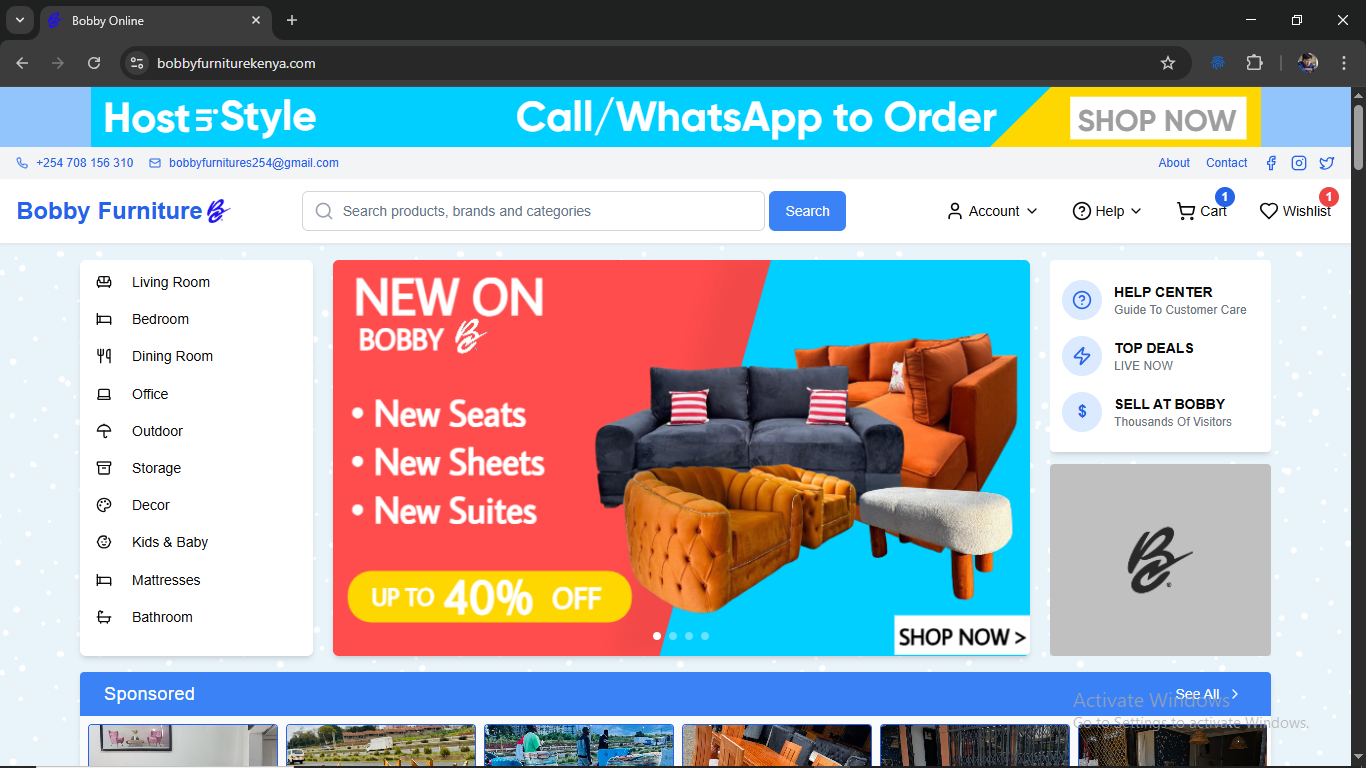 Bobby Online
bobbyfurniturekenya.com
Host Style
Call/WhatsApp to Order
SHOP NOW
+254 708 156 310
bobbyfurnitures254@gmail.com
About
Contact
Bobby Furniture
Search products, brands and categories
Search
Account
Help
1
Cart
1
Wishlist
Living Room
Bedroom
Dining Room
Office
Outdoor
Storage
Decor
Kids & Baby
Mattresses
Bathroom
NEW ON
BOBBY
• New Seats
• New Sheets
• New Suites
UP TO 40% OFF
SHOP NOW >
HELP CENTER
Guide To Customer Care
TOP DEALS
LIVE NOW
SELL AT BOBBY
Thousands Of Visitors
Sponsored
See All
Activate Windows
Go to Settings to activate Windows.